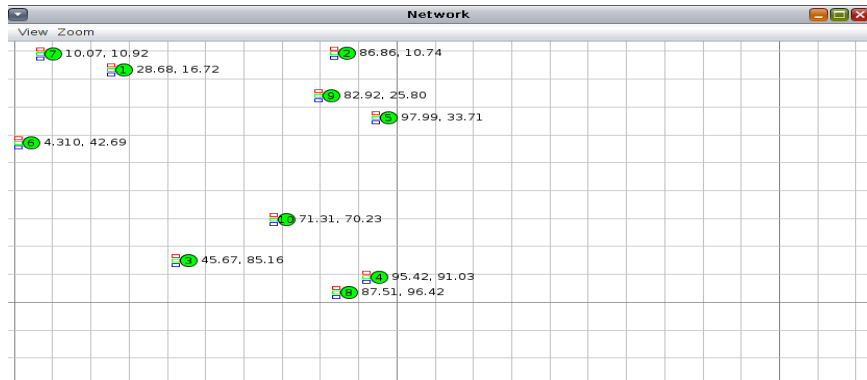 Network
View Zoom
7 10.07, 10.92
2 86.86, 10.74
1 28.68, 16.72
9 82.92, 25.80
5 97.99, 33.71
6 4.310, 42.69
10 71.31, 70.23
3 45.67, 85.16
4 95.42, 91.03
8 87.51, 96.42